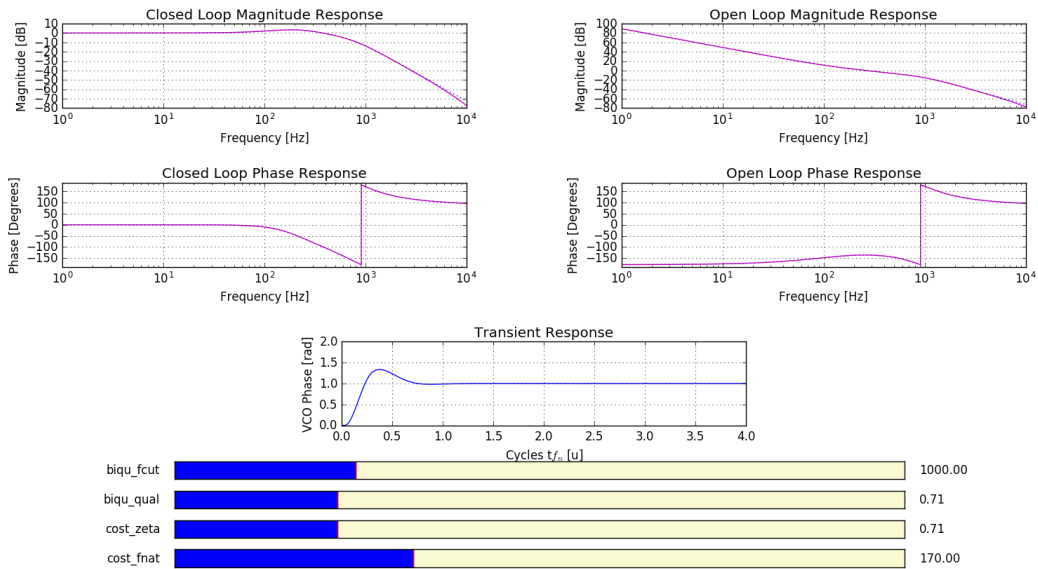 Closed Loop Magnitude Response
Magnitude [dB]
10
0
−10
−20
−30
−40
−50
−60
−70
−80
10^0 10^1 10^2 10^3 10^4
Frequency [Hz]
Open Loop Magnitude Response
Magnitude [dB]
100
80
60
40
20
0
−20
−40
−60
−80
10^0 10^1 10^2 10^3 10^4
Frequency [Hz]
Closed Loop Phase Response
Phase [Degrees]
150
100
50
0
−50
−100
−150
10^0 10^1 10^2 10^3 10^4
Frequency [Hz]
Open Loop Phase Response
Phase [Degrees]
150
100
50
0
−50
−100
−150
10^0 10^1 10^2 10^3 10^4
Frequency [Hz]
Transient Response
VCO Phase [rad]
2.0
1.5
1.0
0.5
0.0
0.0 0.5 1.0 1.5 2.0 2.5 3.0 3.5 4.0
Cycles tf_n [u]
biqu_fcut 1000.00
biqu_qual 0.71
cost_zeta 0.71
cost_fnat 170.00